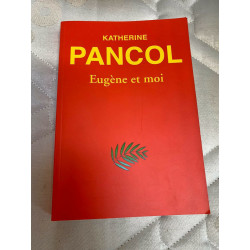 KATHERINE
PANCOL
Eugène et moi